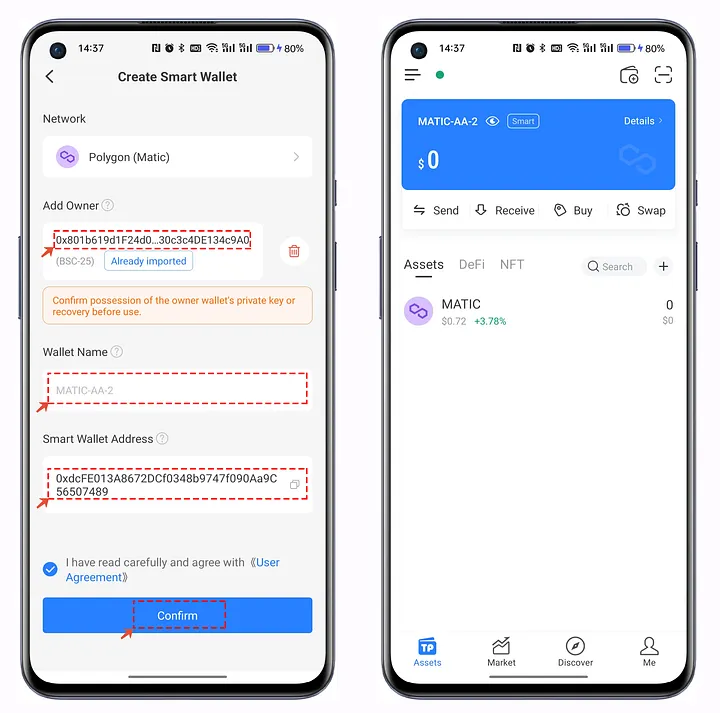 14:37
80%
Create Smart Wallet
Network
Polygon (Matic)
Add Owner
0x801b619d1F24d0...30c3c4DE134c9A0
(BSC-25) Already imported
Confirm possession of the owner wallet's private key or
recovery before use.
Wallet Name
MATIC-AA-2
Smart Wallet Address
0xdcFE013A8672DCf0348b9747f090Aa9C
56507489
I have read carefully and agree with 《User
Agreement》
Confirm
14:37
80%
MATIC-AA-2 Smart Details
$ 0
Send Receive Buy Swap
Assets DeFi NFT Search
MATIC 0
$0.72 +3.78% $0
TP
Assets Market Discover Me